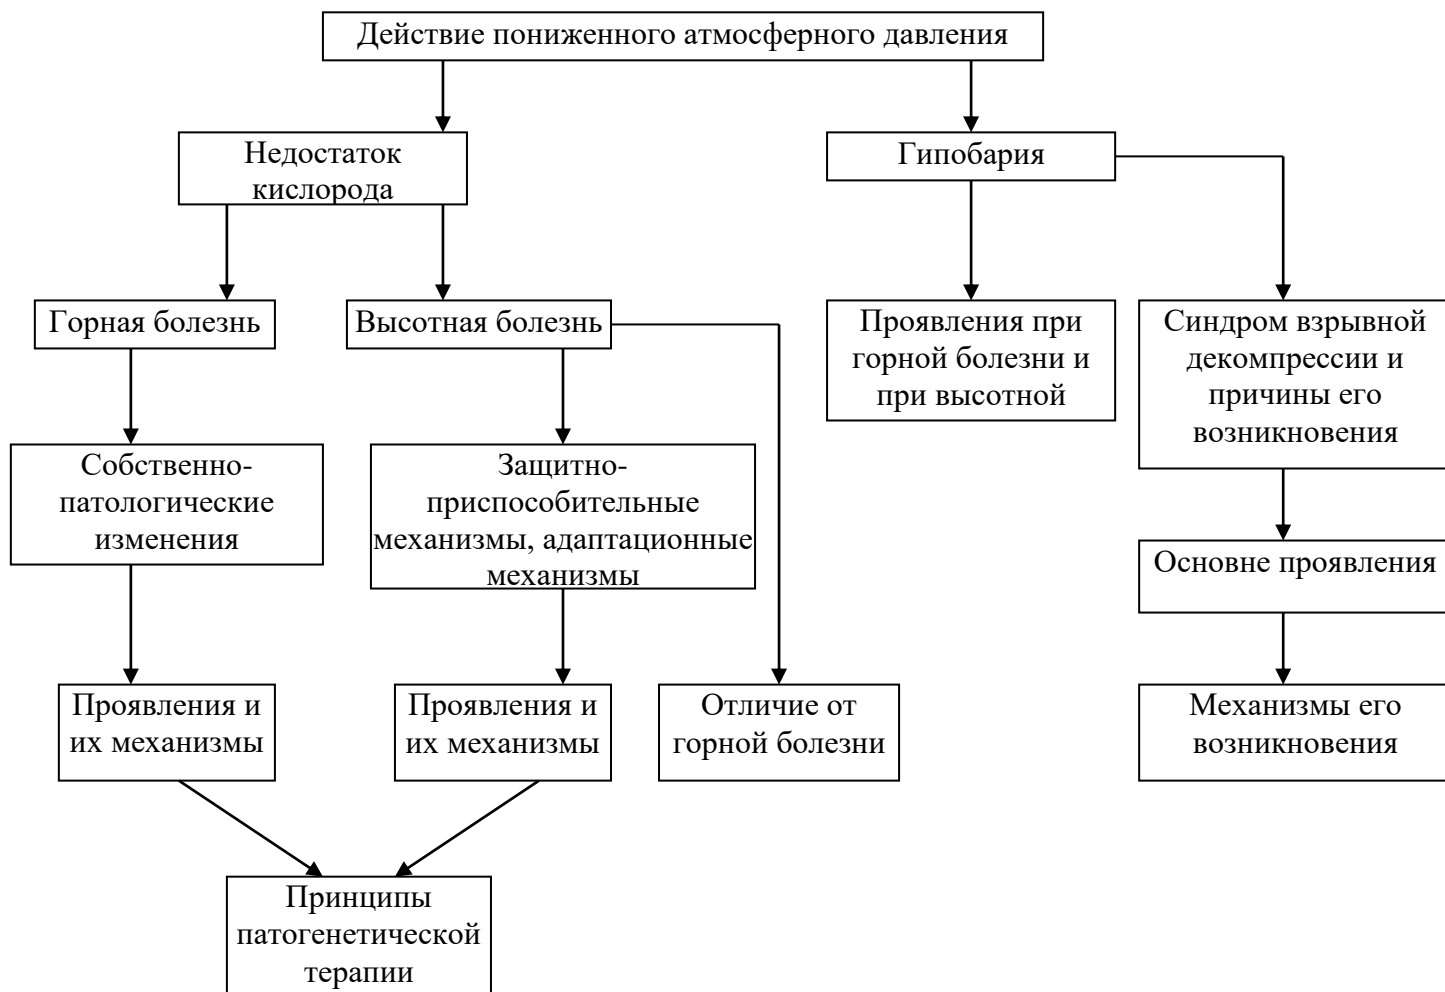 Действие пониженного атмосферного давления
Недостаток
кислорода
Гипобария
Горная болезнь
Высотная болезнь
Проявления при
горной болезни и
при высотной
Синдром взрывной
декомпрессии и
причины его
возникновения
Собственно-
патологические
изменения
Защитно-
приспособительные
механизмы, адаптационные
механизмы
Основне проявления
Проявления и
их механизмы
Проявления и
их механизмы
Отличие от
горной болезни
Механизмы его
возникновения
Принципы
патогенетической
терапии